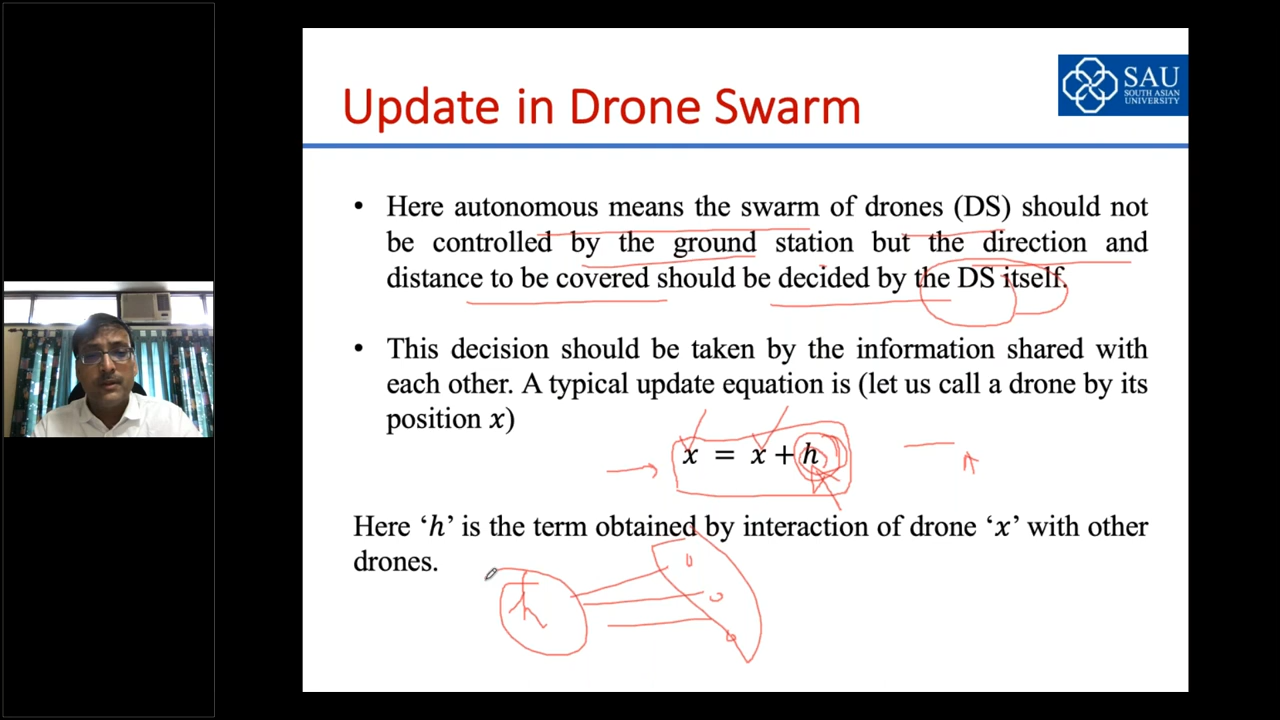 Update in Drone Swarm
SAU
SOUTH ASIAN
UNIVERSITY
• Here autonomous means the swarm of drones (DS) should not
be controlled by the ground station but the direction and
distance to be covered should be decided by the DS itself.
• This decision should be taken by the information shared with
each other. A typical update equation is (let us call a drone by its
position x)
x = x + h
Here ‘h’ is the term obtained by interaction of drone ‘x’ with other
drones.
h